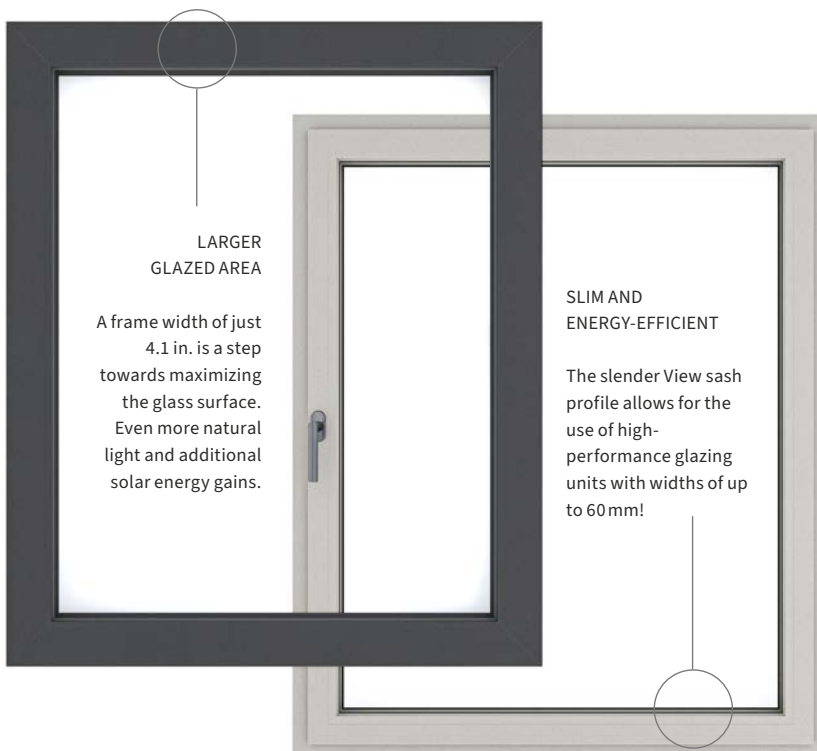 LARGER
GLAZED AREA
A frame width of just
4.1 in. is a step
towards maximizing
the glass surface.
Even more natural
light and additional
solar energy gains.
SLIM AND
ENERGY-EFFICIENT
The slender View sash
profile allows for the
use of high-
performance glazing
units with widths of up
to 60 mm!